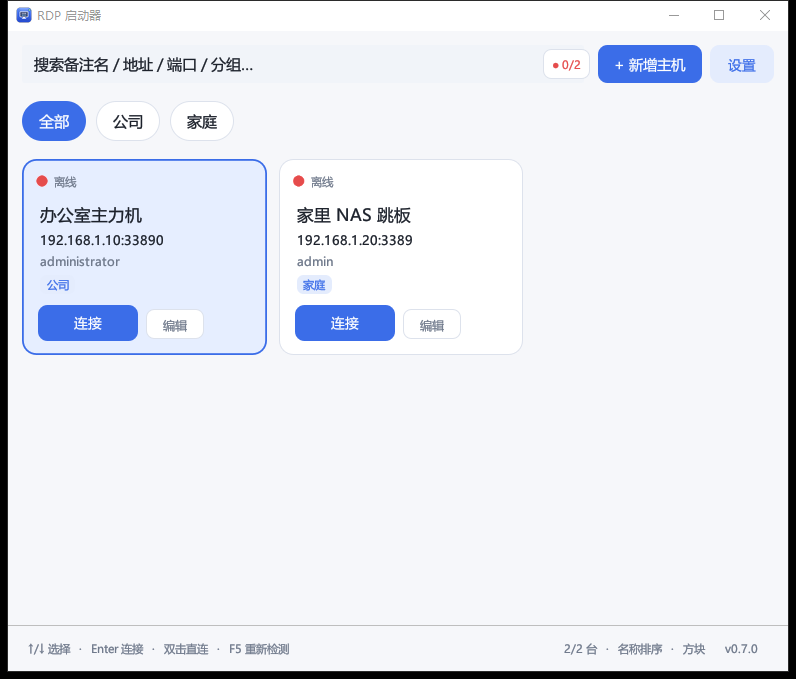 RDP 启动器
搜索备注名 / 地址 / 端口 / 分组... 0/2 + 新增主机 设置
全部 公司 家庭
离线
办公室主力机
192.168.1.10:33890
administrator
公司
连接 编辑
离线
家里 NAS 跳板
192.168.1.20:3389
admin
家庭
连接 编辑
↑/↓ 选择 · Enter 连接 · 双击直连 · F5 重新检测 2/2 台 · 名称排序 · 方块 v0.7.0